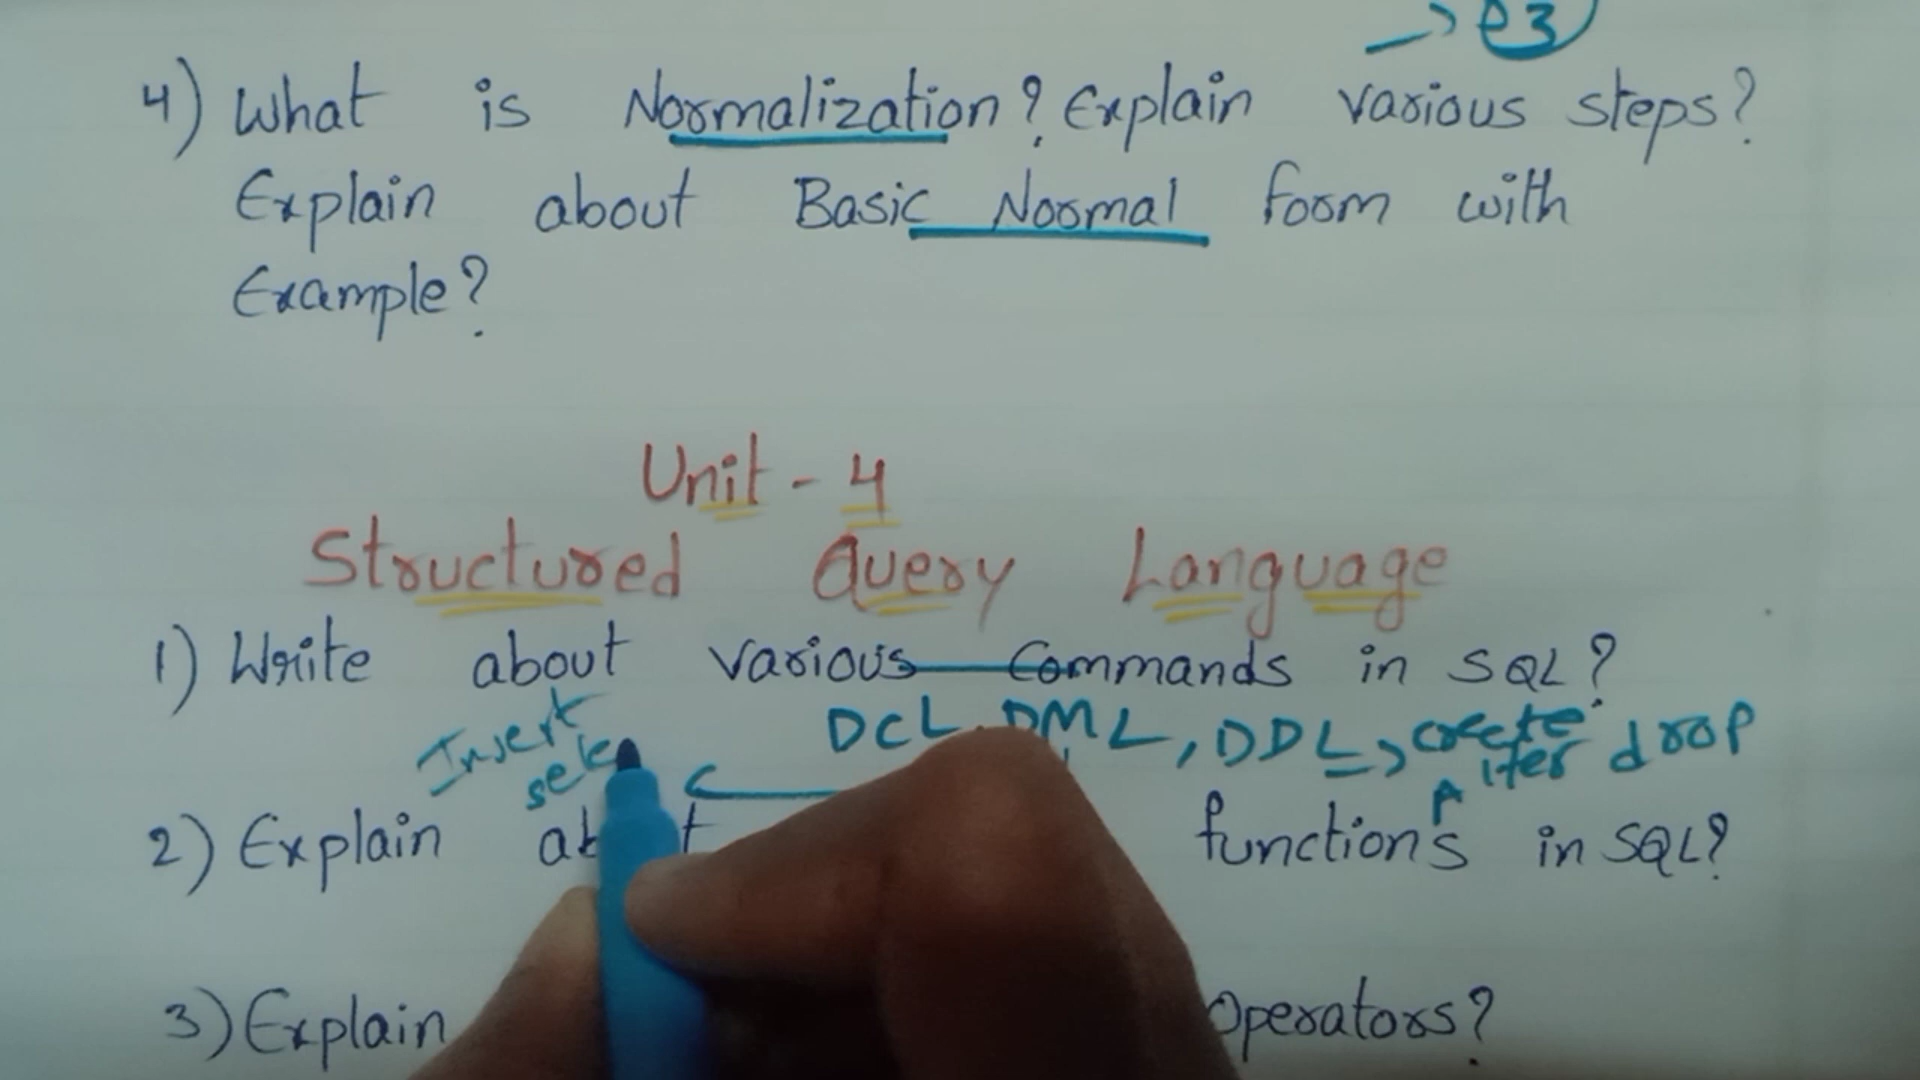 → e3
4) What is Normalization? Explain various steps?
Explain about Basic Normal form with
Example?
Unit - 4
Structured Query Language
1) Write about various Commands in SQL?
Insert DCL, DML, DDL, create drop
Alter
2) Explain functions in SQL?
3) Explain Operators?